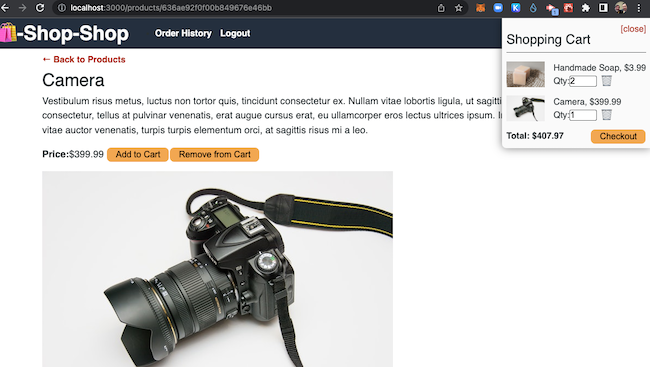 localhost:3000/products/636ae92f0f00b849676e46bb
-Shop-Shop
Order History
Logout
[close]
Shopping Cart
Handmade Soap, $3.99
Qty:2
Camera, $399.99
Qty:1
Total: $407.97
Checkout
← Back to Products
Camera
Vestibulum risus metus, luctus non tortor quis, tincidunt consectetur ex. Nullam vitae lobortis ligula, ut sagitti
consectetur, tellus at pulvinar venenatis, erat augue cursus erat, eu ullamcorper eros lectus ultrices ipsum. I
vitae auctor venenatis, turpis turpis elementum orci, at sagittis risus mi a leo.
Price:$399.99 Add to Cart Remove from Cart